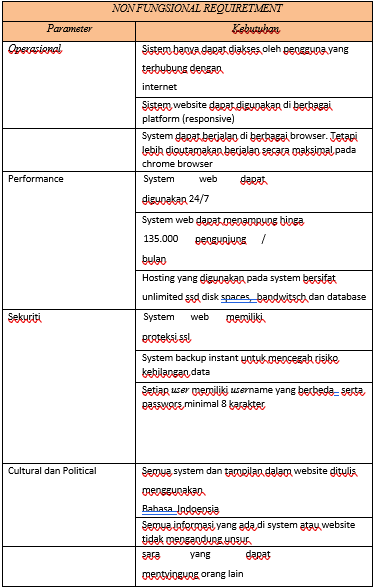 NON FUNGSIONAL REQUIRETMENT
Parameter Kebutuhan
Operasional Sistem hanya dapat diakses oleh pengguna yang
terhubung dengan
internet
Sistem website dapat digunakan di berbagai
platform (responsive)
System dapat berjalan di berbagai browser. Tetapi
lebih dioutamakan berjalan secara maksimal pada
chrome browser
Performance System web dapat
digunakan 24/7
System web dapat menampung hinga
135.000 pengunjung /
bulan
Hosting yang digunakan pada system bersifat
unlimited ssd disk spaces, bandwitsch dan database
Sekuriti System web memiliki
proteksi ssl
System backup instant untuk mencegah risiko
kehilangan data
Setiap user memiliki username yang berbeda serta
passwors minimal 8 karakter
Cultural dan Political Semua system dan tampilan dalam website ditulis
menggunakan
Bahasa Indoensia
Semua informasi yang ada di system atau website
tidak mengandung unsur
sara yang dapat
mentyingung orang lain